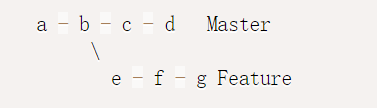 a - b - c - d Master
\
e - f - g Feature